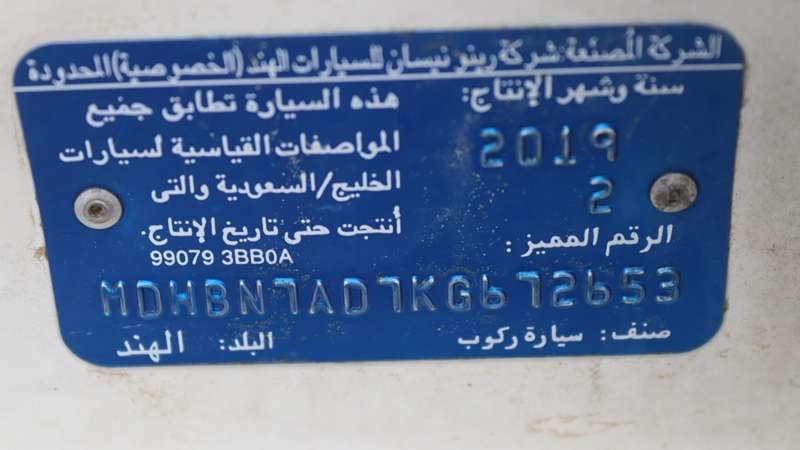 الشركة المصنعة: شركة رينو نيسان للسيارات الهند (الخصوصية) المحدودة
سنة وشهر الإنتاج:
2019
2
الرقم المميز:
هذه السيارة تطابق جميع
المواصفات القياسية لسيارات
الخليج/السعودية والتى
أنتجت حتى تاريخ الإنتاج.
99079 3BB0A
MDHBN7AD7KG672653
صنف: سيارة ركوب
البلد: الهند